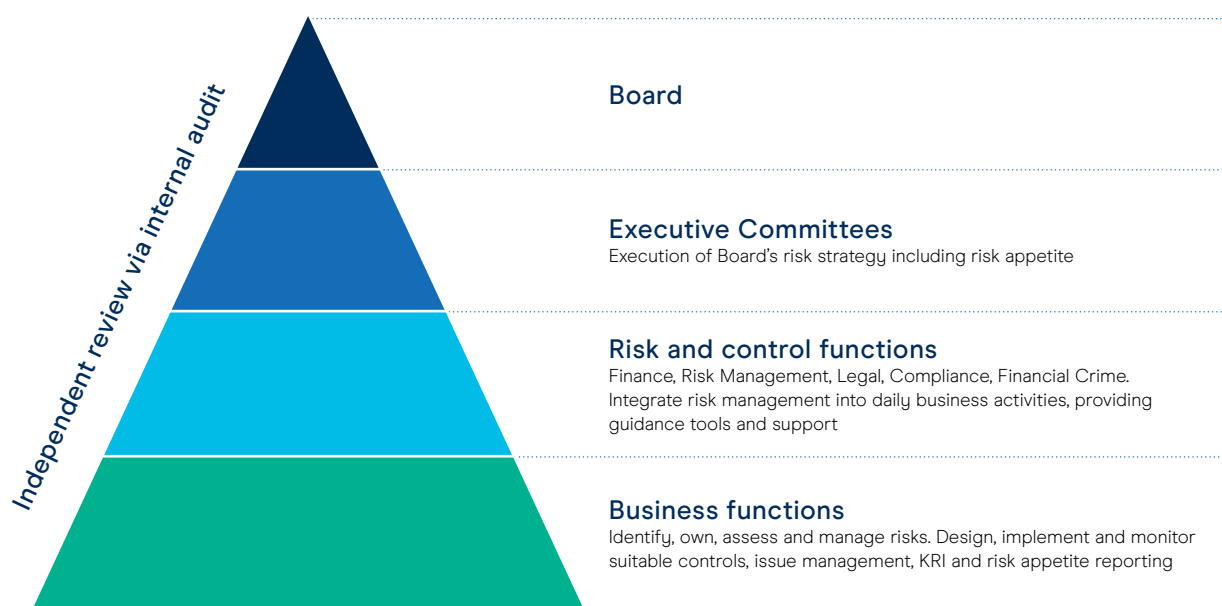 Independent review via internal audit
Board
Executive Committees
Execution of Board's risk strategy including risk appetite
Risk and control functions
Finance, Risk Management, Legal, Compliance, Financial Crime.
Integrate risk management into daily business activities, providing
guidance tools and support
Business functions
Identify, own, assess and manage risks. Design, implement and monitor
suitable controls, issue management, KRI and risk appetite reporting